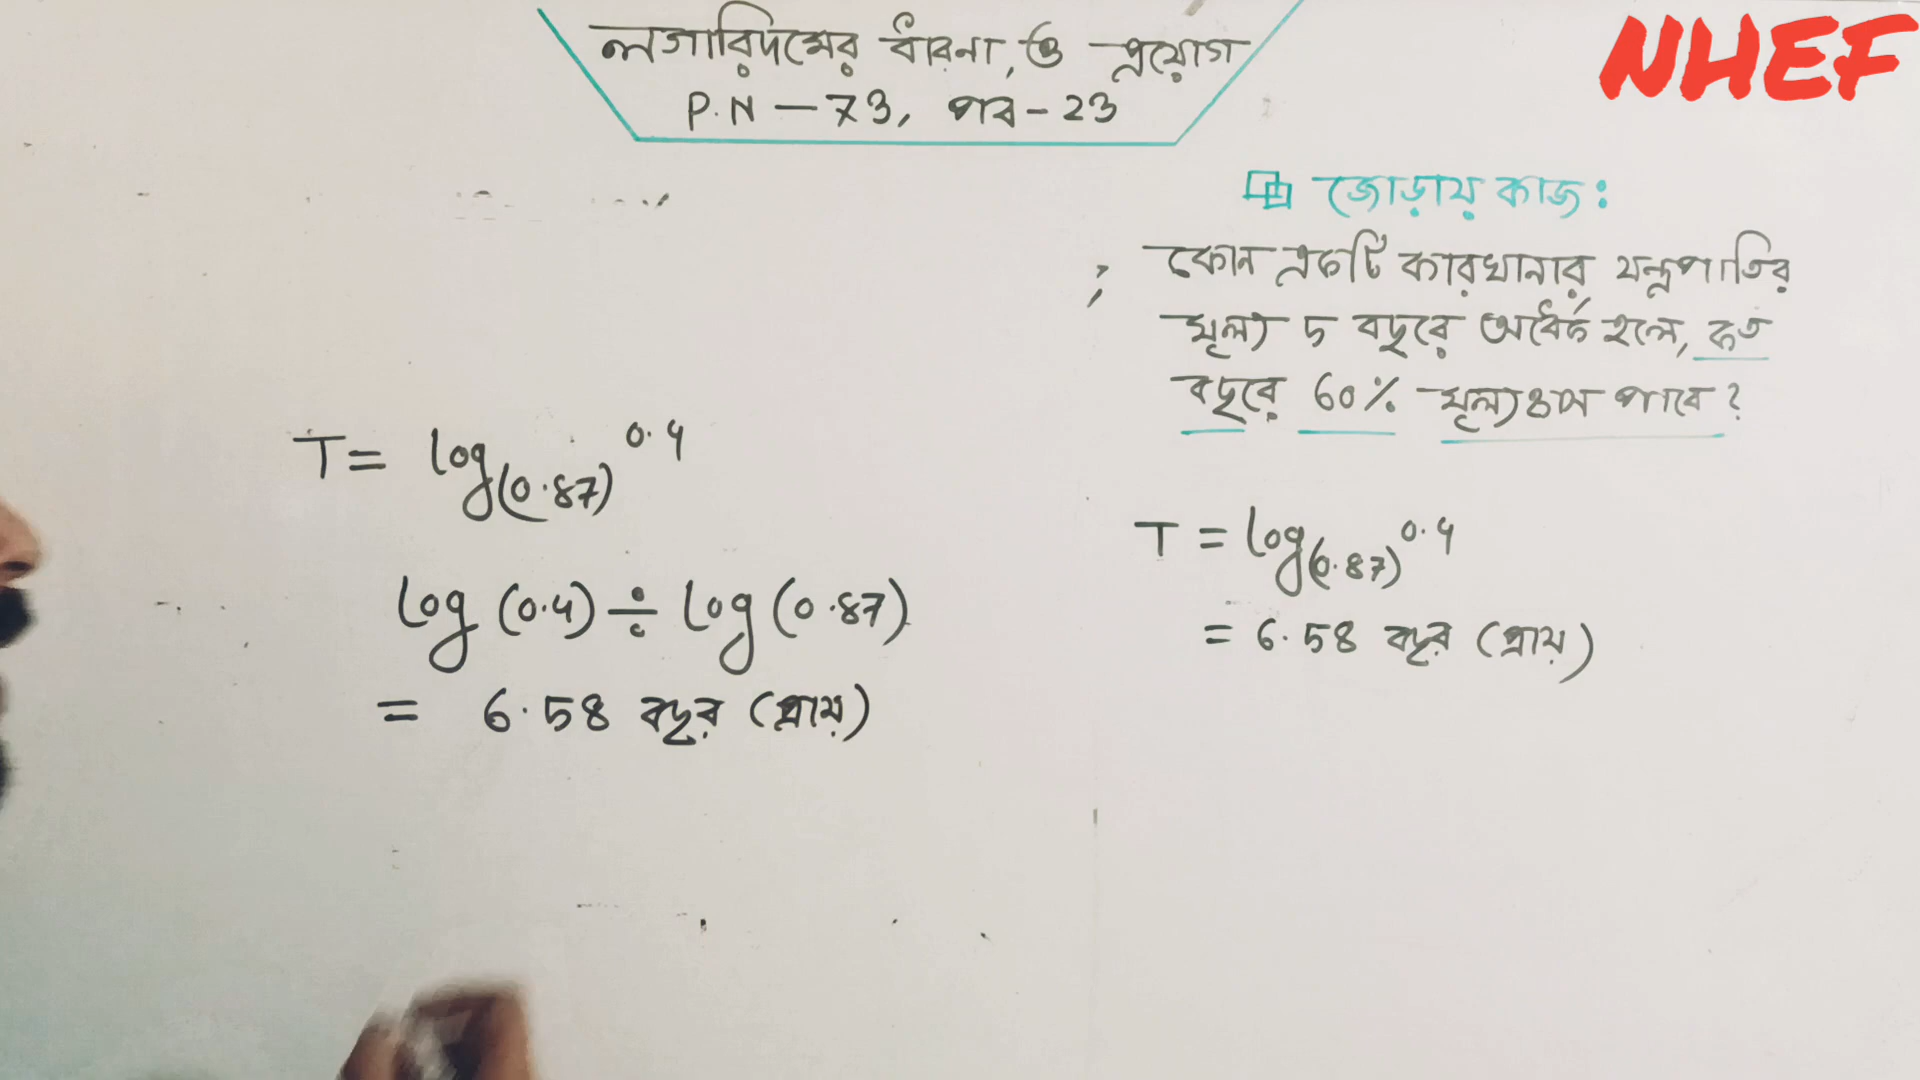 লগারিদমের ধারনা ও প্রয়োগ
P.N — 73, পর্ব - 23
NHEF
জোড়ায় কাজ:
কোন একটি কারখানার যন্ত্রপাতির
মূল্য 5 বছরে অর্ধেক হলে, কত
বছরে 60% মূল্যহ্রাস পাবে?
T = log(0.87) 0.4
log (0.4) ÷ log (0.87)
= 6.58 বছর (প্রায়)
T = log(0.87) 0.4
= 6.58 বছর (প্রায়)